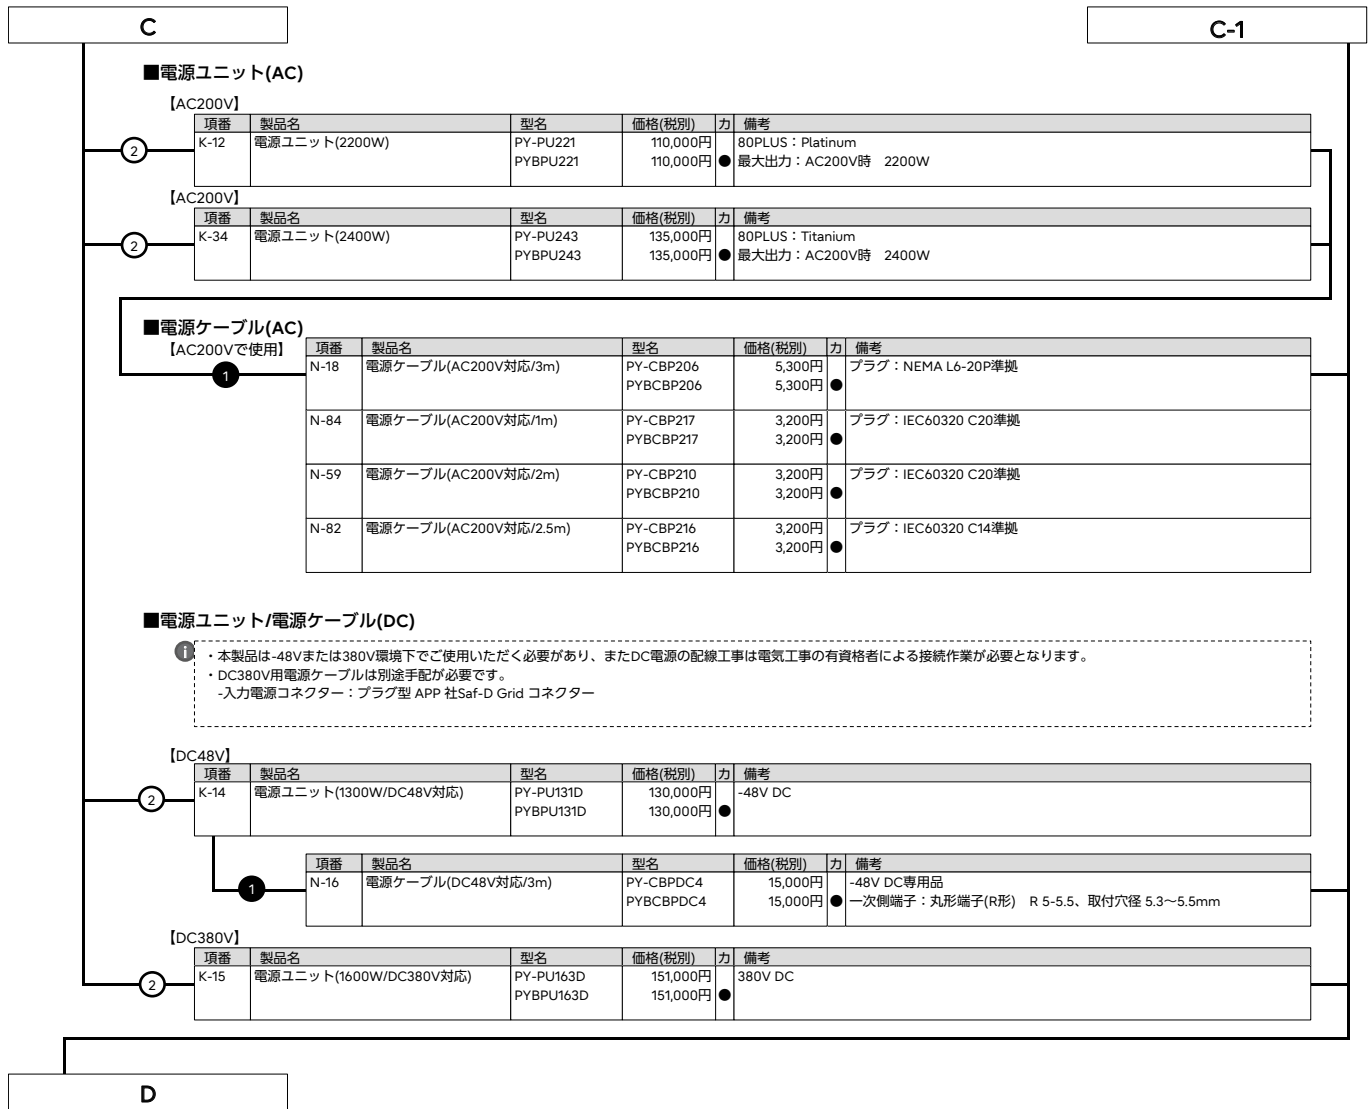 C
C-1
■電源ユニット(AC)
【AC200V】
項番 製品名 型名 価格(税別) カ 備考
② K-12 電源ユニット(2200W) PY-PU221 110,000円 80PLUS：Platinum
PYBPU221 110,000円 ● 最大出力：AC200V時　2200W
【AC200V】
項番 製品名 型名 価格(税別) カ 備考
② K-34 電源ユニット(2400W) PY-PU243 135,000円 80PLUS：Titanium
PYBPU243 135,000円 ● 最大出力：AC200V時　2400W
■電源ケーブル(AC)
【AC200Vで使用】 項番 製品名 型名 価格(税別) カ 備考
❶ N-18 電源ケーブル(AC200V対応/3m) PY-CBP206 5,300円 プラグ：NEMA L6-20P準拠
PYBCBP206 5,300円 ●
N-84 電源ケーブル(AC200V対応/1m) PY-CBP217 3,200円 プラグ：IEC60320 C20準拠
PYBCBP217 3,200円 ●
N-59 電源ケーブル(AC200V対応/2m) PY-CBP210 3,200円 プラグ：IEC60320 C20準拠
PYBCBP210 3,200円 ●
N-82 電源ケーブル(AC200V対応/2.5m) PY-CBP216 3,200円 プラグ：IEC60320 C14準拠
PYBCBP216 3,200円 ●
■電源ユニット/電源ケーブル(DC)
i ・本製品は-48Vまたは380V環境下でご使用いただく必要があり、またDC電源の配線工事は電気工事の有資格者による接続作業が必要となります。
・DC380V用電源ケーブルは別途手配が必要です。
-入力電源コネクター：プラグ型 APP 社Saf-D Grid コネクター
【DC48V】
項番 製品名 型名 価格(税別) カ 備考
② K-14 電源ユニット(1300W/DC48V対応) PY-PU131D 130,000円 -48V DC
PYBPU131D 130,000円 ●
項番 製品名 型名 価格(税別) カ 備考
❶ N-16 電源ケーブル(DC48V対応/3m) PY-CBPDC4 15,000円 -48V DC専用品
PYBCBPDC4 15,000円 ● 一次側端子：丸形端子(R形)　R 5-5.5、取付穴径 5.3～5.5mm
【DC380V】
項番 製品名 型名 価格(税別) カ 備考
② K-15 電源ユニット(1600W/DC380V対応) PY-PU163D 151,000円 380V DC
PYBPU163D 151,000円 ●
D